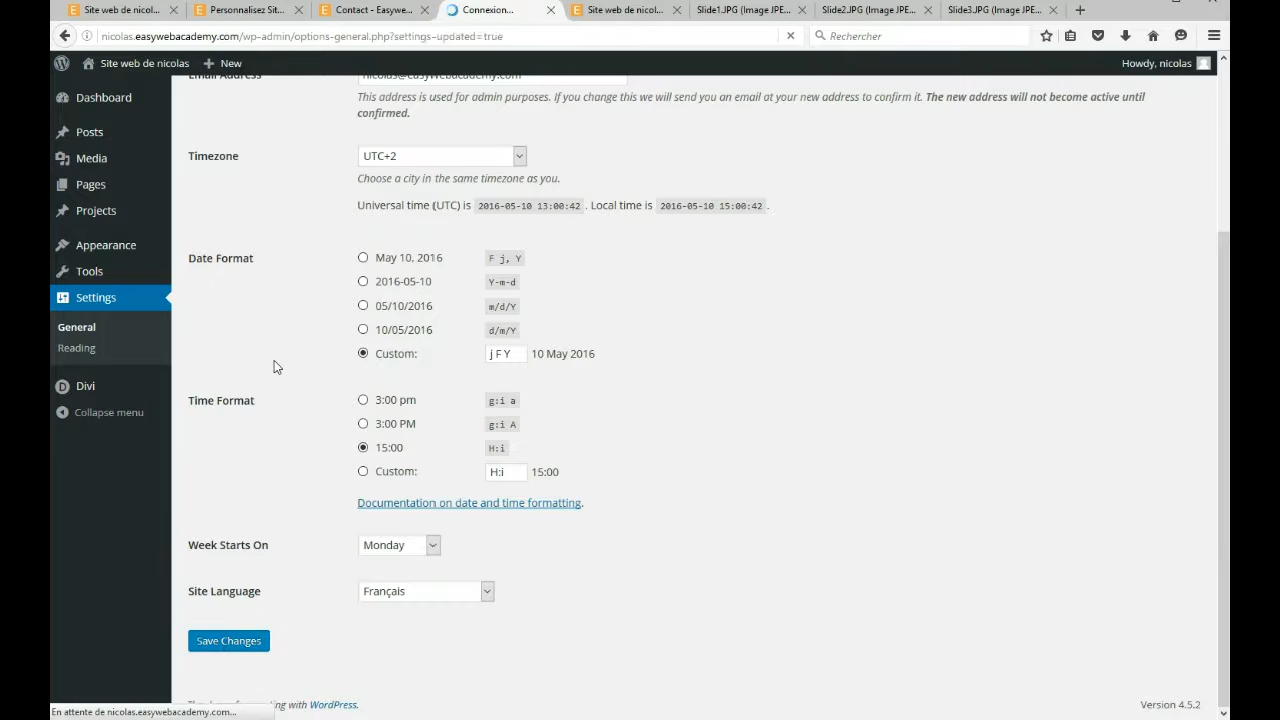 Site web de nicol...
Personnalisez Sit...
Contact - Easywe...
Connexion...
Site web de nicol...
Slide1.JPG (Image JPE...
Slide2.JPG (Image JPE...
Slide3.JPG (Image JPE...
nicolas.easywebacademy.com/wp-admin/options-general.php?settings-updated=true
Rechercher
Site web de nicolas
New
Howdy, nicolas
Email Address
nicolas@easywebacademy.com
This address is used for admin purposes. If you change this we will send you an email at your new address to confirm it. The new address will not become active until
confirmed.
Dashboard
Posts
Media
Pages
Projects
Appearance
Tools
Settings
General
Reading
Divi
Collapse menu
Timezone
UTC+2
Choose a city in the same timezone as you.
Universal time (UTC) is 2016-05-10 13:00:42 . Local time is 2016-05-10 15:00:42 .
Date Format
May 10, 2016 F j, Y
2016-05-10 Y-m-d
05/10/2016 m/d/Y
10/05/2016 d/m/Y
Custom: j F Y 10 May 2016
Time Format
3:00 pm g:i a
3:00 PM g:i A
15:00 H:i
Custom: H:i 15:00
Documentation on date and time formatting.
Week Starts On
Monday
Site Language
Français
Save Changes
with WordPress.
Version 4.5.2
En attente de nicolas.easywebacademy.com...